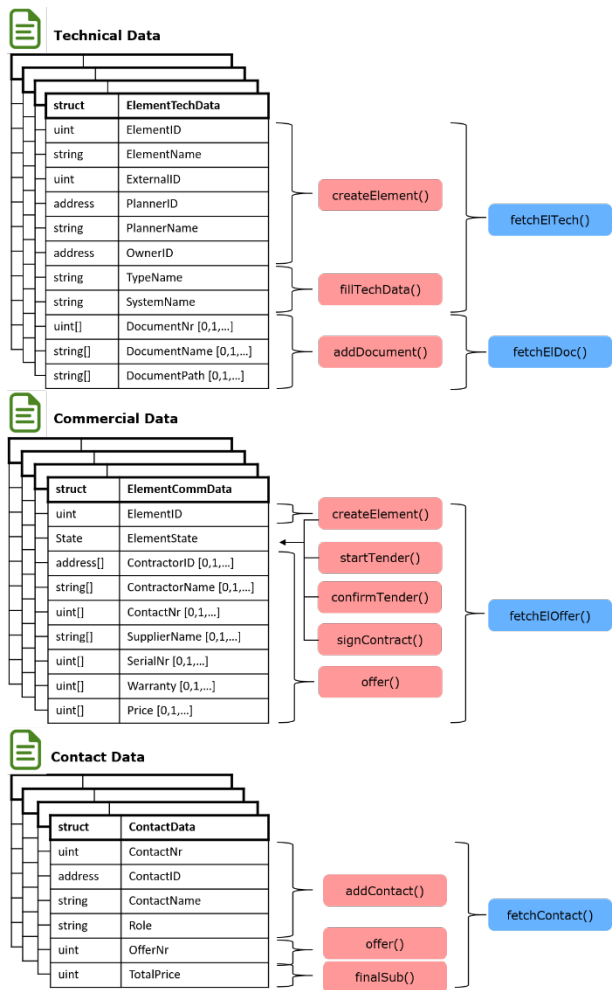 Technical Data
struct ElementTechData
uint ElementID
string ElementName
uint ExternalID
address PlannerID
string PlannerName
address OwnerID
string TypeName
string SystemName
uint[] DocumentNr [0,1,...]
string[] DocumentName [0,1,...]
string[] DocumentPath [0,1,...]
createElement()
fillTechData()
addDocument()
fetchElTech()
fetchElDoc()
Commercial Data
struct ElementCommData
uint ElementID
State ElementState
address[] ContractorID [0,1,...]
string[] ContractorName [0,1,...]
uint[] ContactNr [0,1,...]
string[] SupplierName [0,1,...]
uint[] SerialNr [0,1,...]
uint[] Warranty [0,1,...]
uint[] Price [0,1,...]
createElement()
startTender()
confirmTender()
signContract()
offer()
fetchElOffer()
Contact Data
struct ContactData
uint ContactNr
address ContactID
string ContactName
string Role
uint OfferNr
uint TotalPrice
addContact()
offer()
finalSub()
fetchContact()